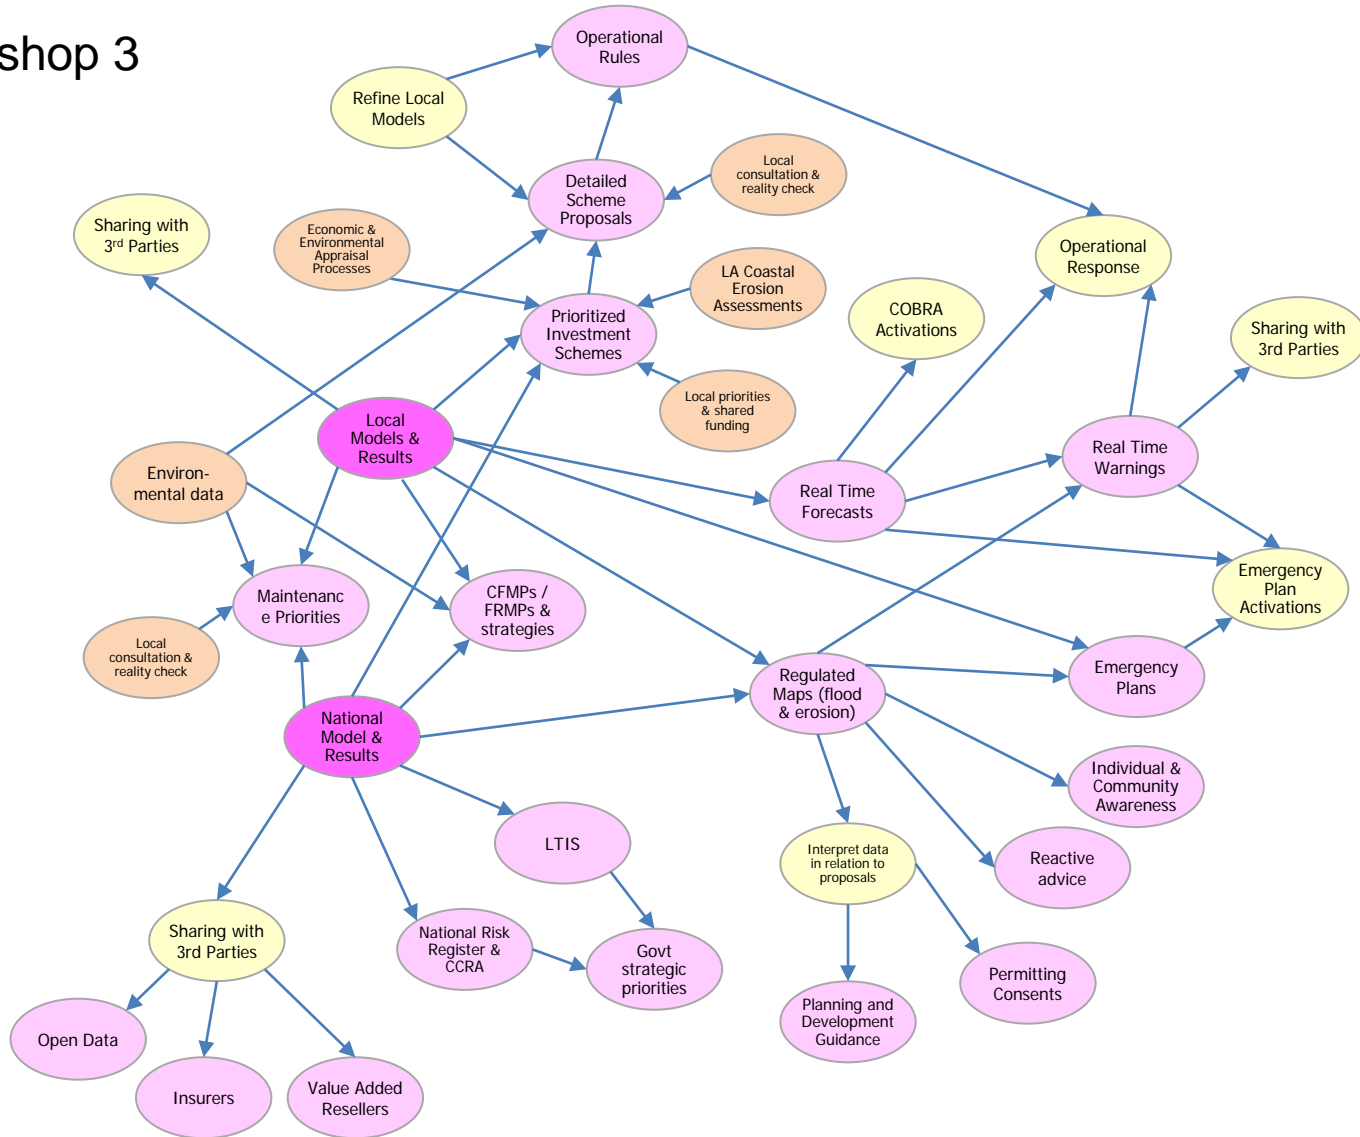 shop 3
Operational
Rules
Refine Local
Models
Local
consultation &
reality check
Detailed
Scheme
Proposals
Sharing with
3rd Parties
Economic &
Environmental
Appraisal
Processes
Operational
Response
LA Coastal
Erosion
Assessments
COBRA
Activations
Prioritized
Investment
Schemes
Sharing with
3rd Parties
Local priorities
& shared
funding
Local
Models &
Results
Real Time
Warnings
Environ-
mental data
Real Time
Forecasts
Emergency
Plan
Activations
Maintenanc
e Priorities
CFMPs /
FRMPs &
strategies
Local
consultation &
reality check
Emergency
Plans
Regulated
Maps (flood
& erosion)
National
Model &
Results
Individual &
Community
Awareness
LTIS
Interpret data
in relation to
proposals
Reactive
advice
Sharing with
3rd Parties
National Risk
Register &
CCRA
Govt
strategic
priorities
Permitting
Consents
Planning and
Development
Guidance
Open Data
Insurers
Value Added
Resellers